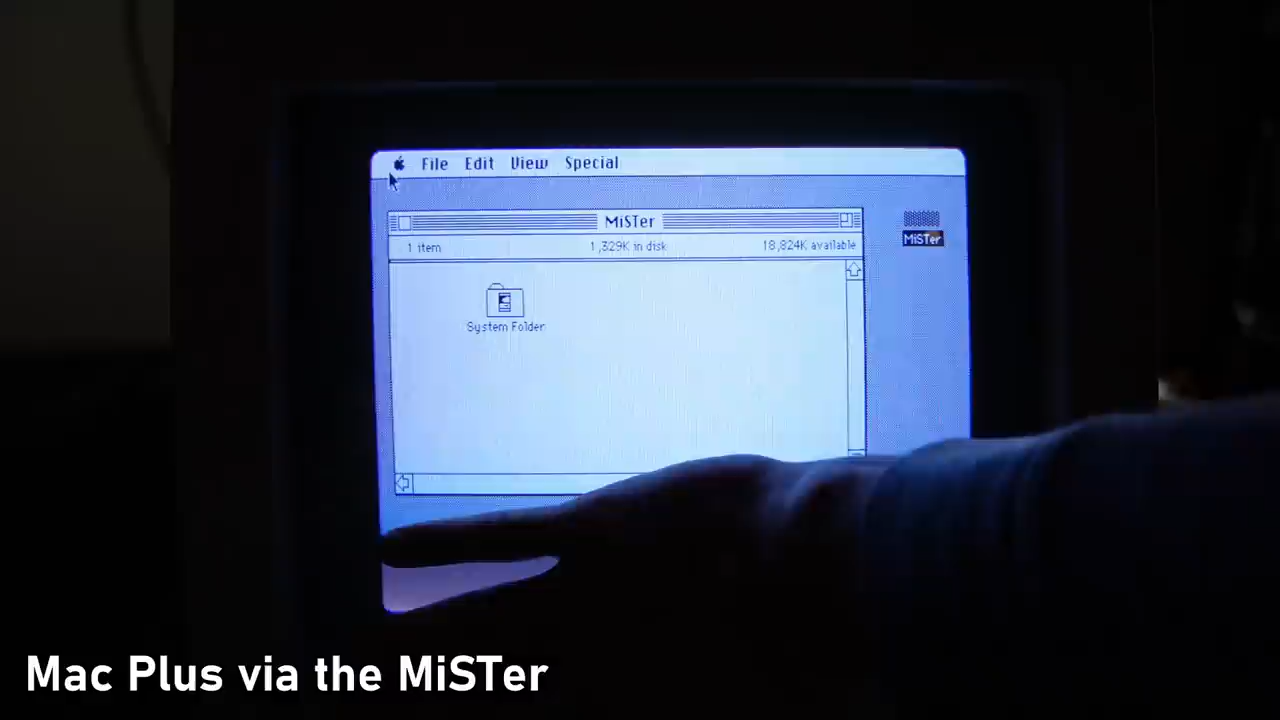 File Edit View Special
MiSTer
1 item 1,329K in disk 18,824K available
MiSTer
System Folder
Mac Plus via the MiSTer